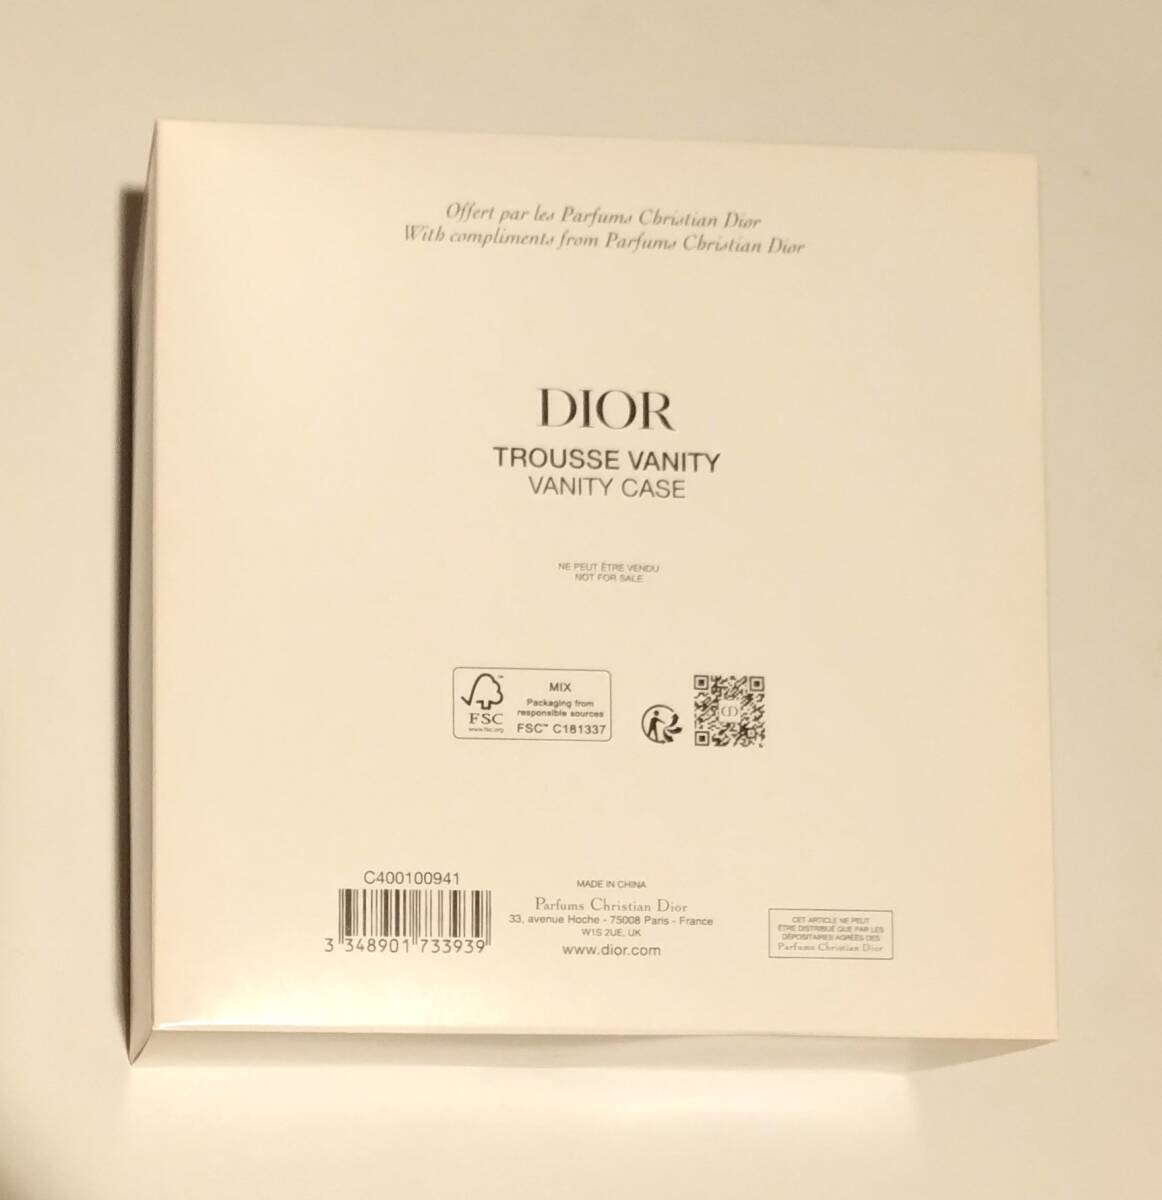 Offert par les Parfums Christian Dior
With compliments from Parfums Christian Dior
DIOR
TROUSSE VANITY
VANITY CASE
NE PEUT ÊTRE VENDU
NOT FOR SALE
FSC
www.fsc.org
MIX
Packaging from
responsible sources
FSC™ C181337
CD
C400100941
3 348901 733939
MADE IN CHINA
Parfums Christian Dior
33, avenue Hoche - 75008 Paris - France
W1S 2UE, UK
www.dior.com
CET ARTICLE NE PEUT
ÊTRE DISTRIBUÉ QUE PAR LES
DÉPOSITAIRES AGRÉÉS DES
Parfums Christian Dior